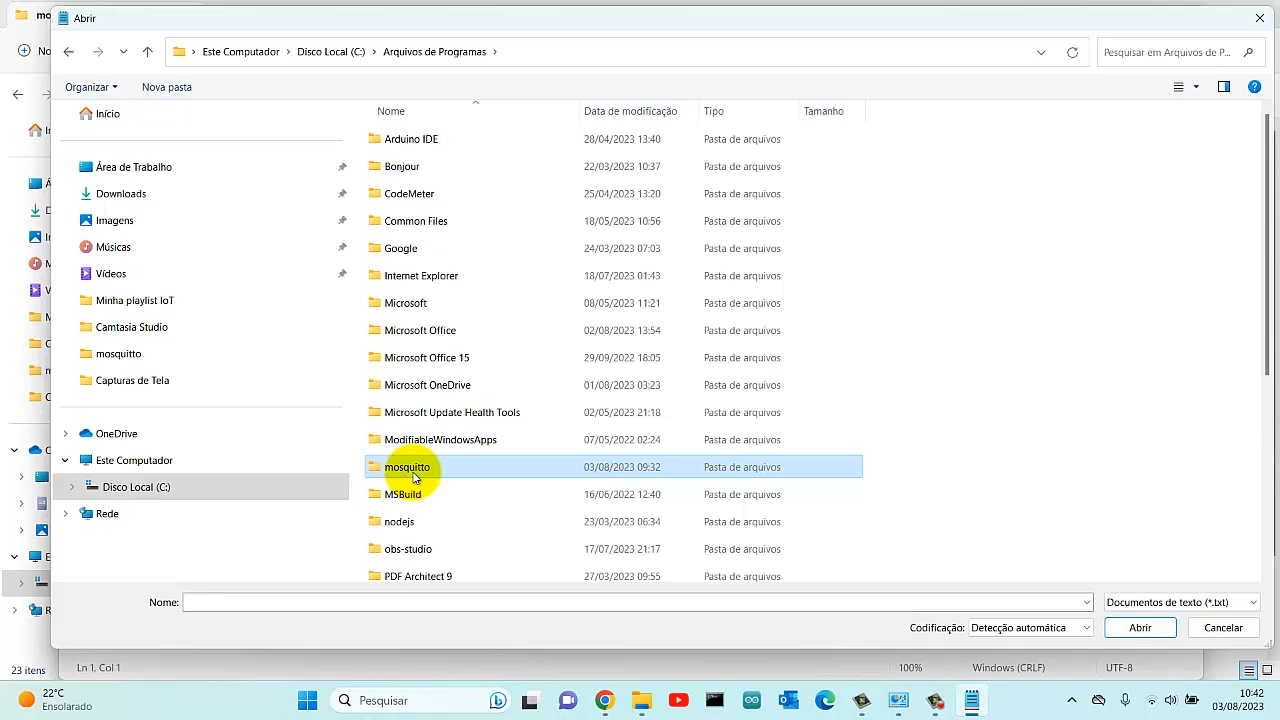 Abrir
Este Computador > Disco Local (C:) > Arquivos de Programas >
Pesquisar em Arquivos de P...
Organizar
Nova pasta
Início
Área de Trabalho
Downloads
Imagens
Músicas
Vídeos
Minha playlist IoT
Camtasia Studio
mosquitto
Capturas de Tela
OneDrive
Este Computador
Disco Local (C:)
Rede
Nome Data de modificação Tipo Tamanho
Arduino IDE 28/04/2023 13:40 Pasta de arquivos
Bonjour 22/03/2023 10:37 Pasta de arquivos
CodeMeter 25/04/2023 13:20 Pasta de arquivos
Common Files 18/05/2023 10:56 Pasta de arquivos
Google 24/03/2023 07:03 Pasta de arquivos
Internet Explorer 18/07/2023 01:43 Pasta de arquivos
Microsoft 08/05/2023 11:21 Pasta de arquivos
Microsoft Office 02/08/2023 13:54 Pasta de arquivos
Microsoft Office 15 29/09/2022 18:05 Pasta de arquivos
Microsoft OneDrive 01/08/2023 03:23 Pasta de arquivos
Microsoft Update Health Tools 02/05/2023 21:18 Pasta de arquivos
ModifiableWindowsApps 07/05/2022 02:24 Pasta de arquivos
mosquitto 03/08/2023 09:32 Pasta de arquivos
MSBuild 16/06/2022 12:40 Pasta de arquivos
nodejs 23/03/2023 06:34 Pasta de arquivos
obs-studio 17/07/2023 21:17 Pasta de arquivos
PDF Architect 9 27/03/2023 09:55 Pasta de arquivos
Nome:
Documentos de texto (*.txt)
Codificação: Detecção automática
Abrir
Cancelar
23 itens
Ln 1, Col 1
100%
Windows (CRLF)
UTF-8
22°C
Ensolarado
Pesquisar
10:42
03/08/2023